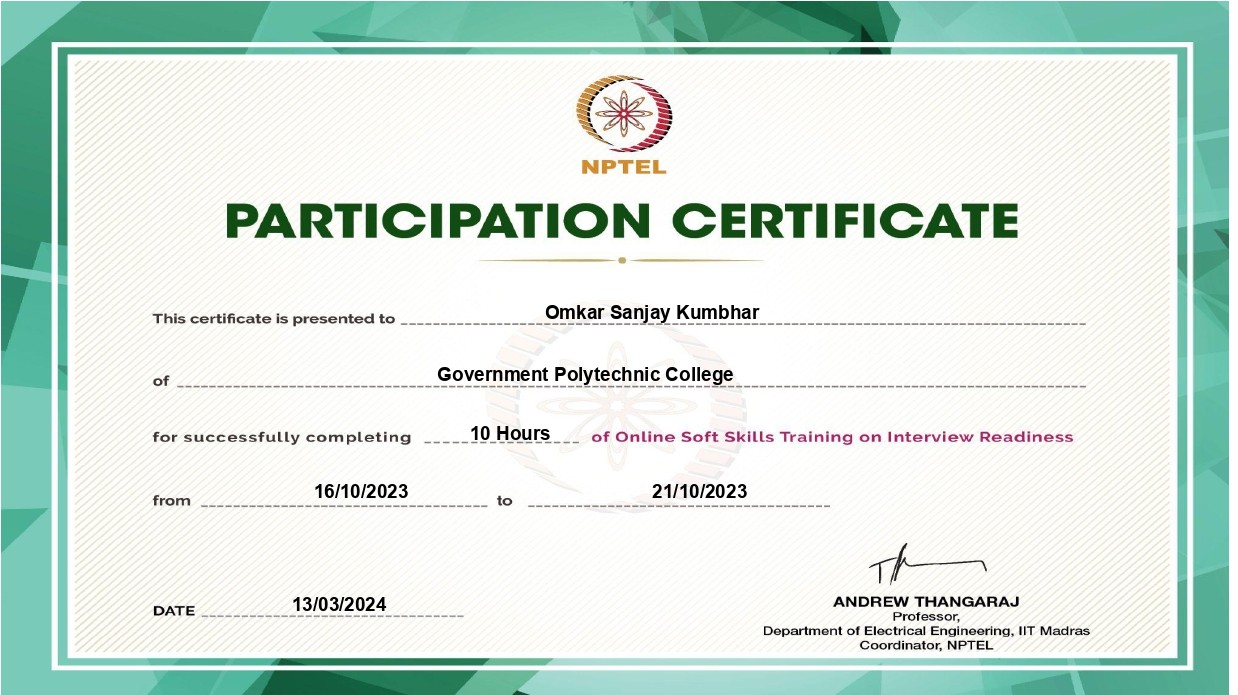 NPTEL
PARTICIPATION CERTIFICATE
This certificate is presented to Omkar Sanjay Kumbhar
of Government Polytechnic College
for successfully completing 10 Hours of Online Soft Skills Training on Interview Readiness
from 16/10/2023 to 21/10/2023
DATE 13/03/2024
ANDREW THANGARAJ
Professor,
Department of Electrical Engineering, IIT Madras
Coordinator, NPTEL